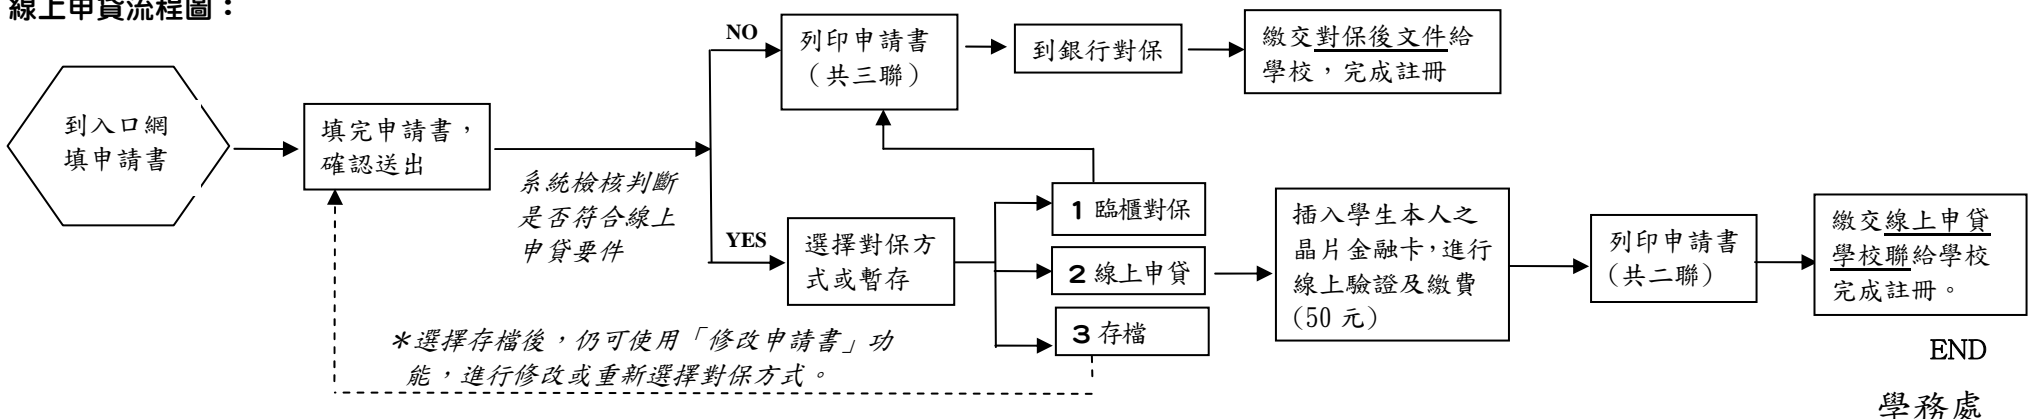 線上申貸流程圖：
到入口網
填申請書
填完申請書，
確認送出
系統檢核判斷
是否符合線上
申貸要件
NO
列印申請書
（共三聯）
到銀行對保
繳交對保後文件給
學校，完成註冊
YES
選擇對保方
式或暫存
1 臨櫃對保
2 線上申貸
3 存檔
插入學生本人之
晶片金融卡，進行
線上驗證及繳費
(50 元)
列印申請書
(共二聯)
繳交線上申貸
學校聯給學校
完成註冊。
＊選擇存檔後，仍可使用「修改申請書」功
能，進行修改或重新選擇對保方式。
END
學務處